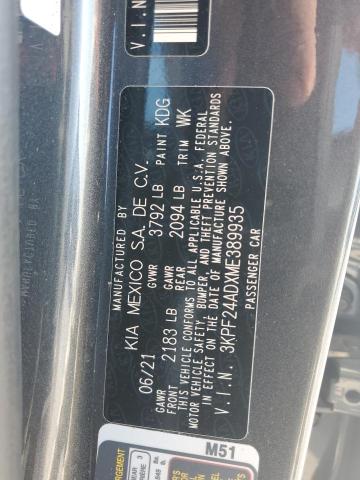 V.I.N.
MANUFACTURED BY
KIA MEXICO S.A. DE C.V.
06/21 GVWR 3792 LB PAINT KDG
GAWR FRONT 2183 LB GAWR REAR 2094 LB TRIM WK
THIS VEHICLE CONFORMS TO ALL APPLICABLE U.S.A. FEDERAL
MOTOR VEHICLE SAFETY, BUMPER, AND THEFT PREVENTION STANDARDS
IN EFFECT ON THE DATE OF MANUFACTURE SHOWN ABOVE.
V.I.N. 3KPF24ADXME389935
PASSENGER CAR
M51